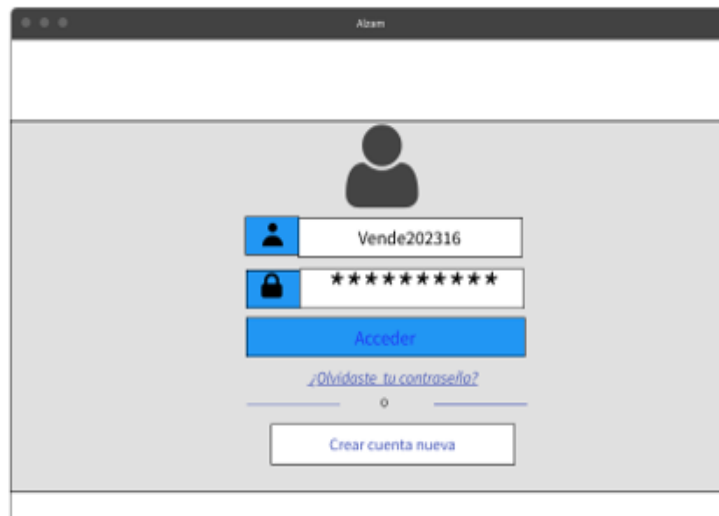 Alzam
Vende202316
**********
Acceder
¿Olvidaste tu contraseña?
o
Crear cuenta nueva